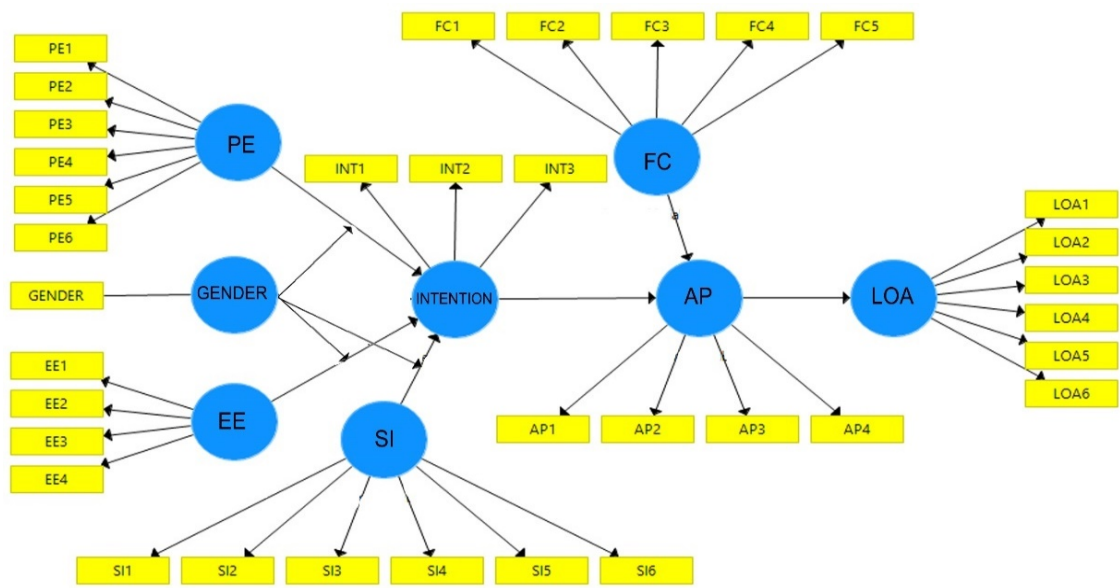 FC1
FC2
FC3
FC4
FC5
PE1
PE2
PE3
PE4
PE5
PE6
PE
INT1
INT2
INT3
FC
a
LOA1
LOA2
LOA3
LOA4
LOA5
LOA6
GENDER
GENDER
INTENTION
AP
LOA
EE1
EE2
EE3
EE4
EE
SI
AP1
AP2
AP3
AP4
SI1
SI2
SI3
SI4
SI5
SI6